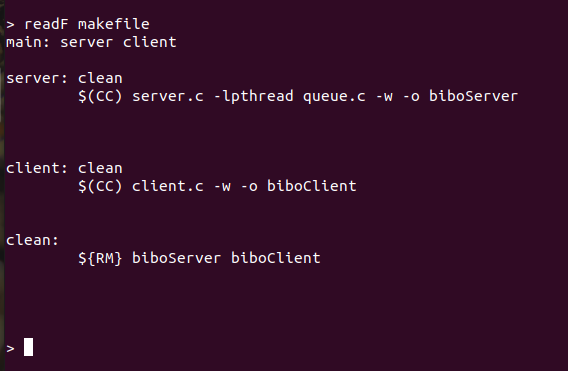 > readF makefile
main: server client
server: clean
$(CC) server.c -lpthread queue.c -w -o biboServer
client: clean
$(CC) client.c -w -o biboClient
clean:
${RM} biboServer biboClient
>